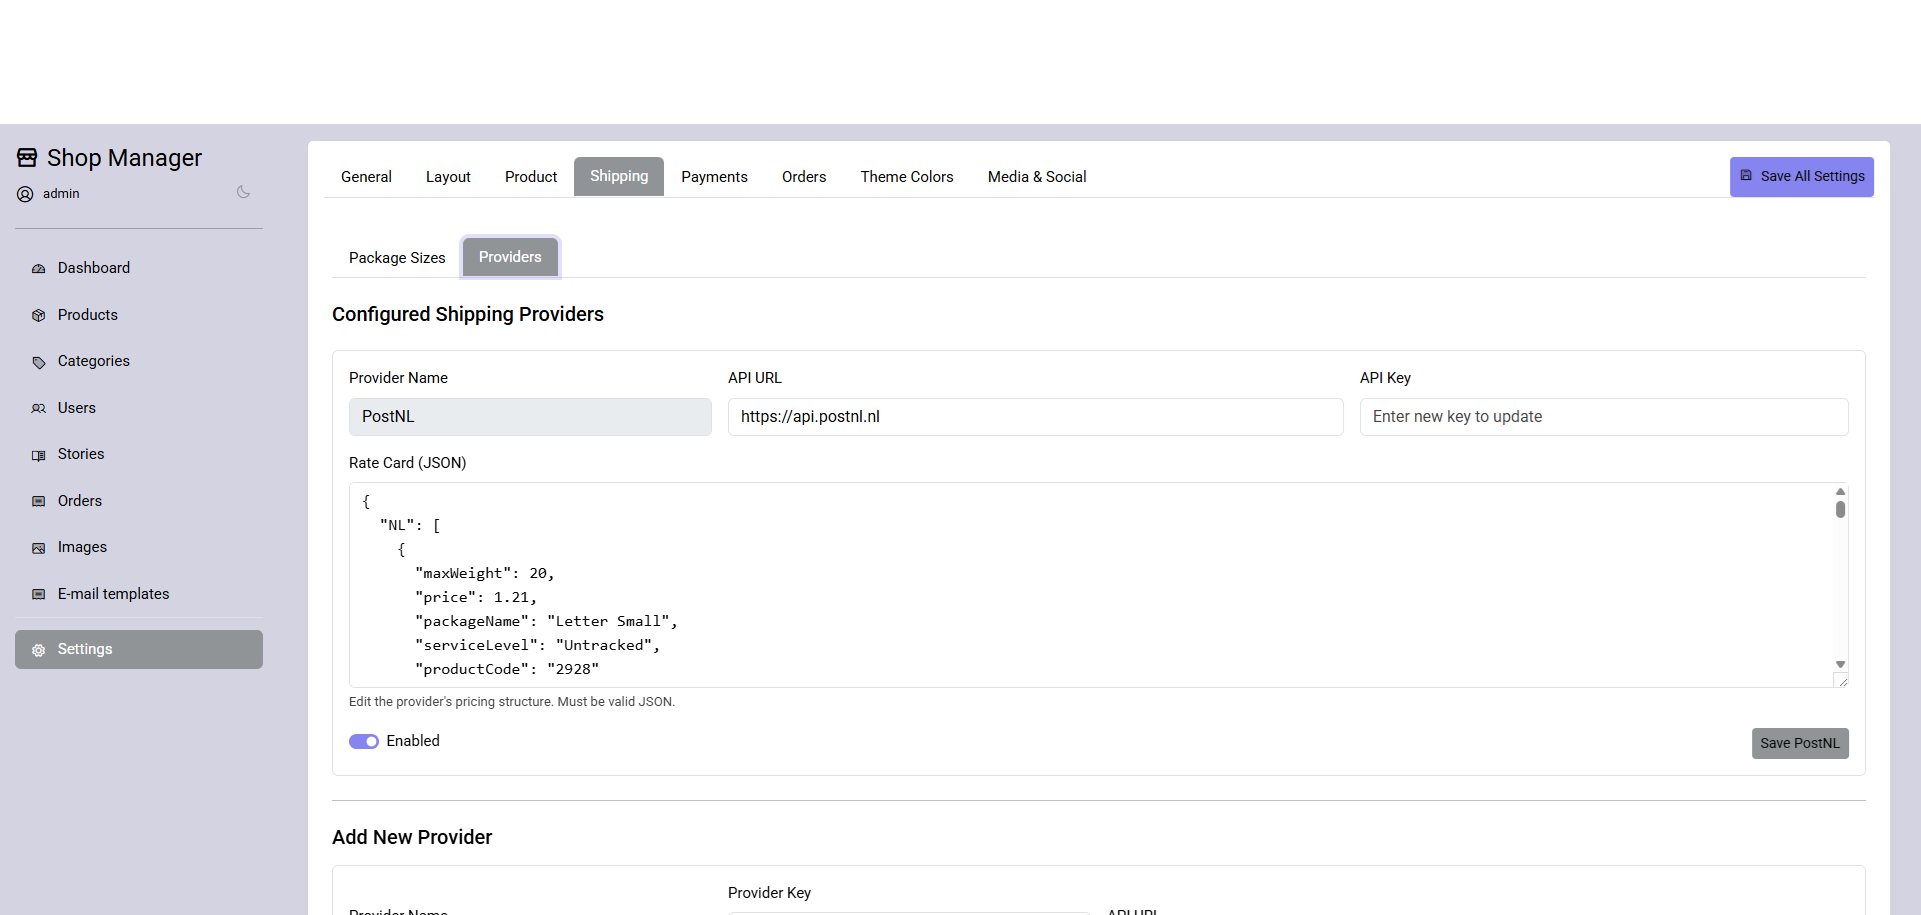 Shop Manager
admin
Dashboard
Products
Categories
Users
Stories
Orders
Images
E-mail templates
Settings
General Layout Product Shipping Payments Orders Theme Colors Media & Social
Save All Settings
Package Sizes Providers
Configured Shipping Providers
Provider Name API URL API Key
PostNL https://api.postnl.nl Enter new key to update
Rate Card (JSON)
{
"NL": [
{
"maxWeight": 20,
"price": 1.21,
"packageName": "Letter Small",
"serviceLevel": "Untracked",
"productCode": "2928"
Edit the provider's pricing structure. Must be valid JSON.
Enabled
Save PostNL
Add New Provider
Provider Key
Provider Name API URL